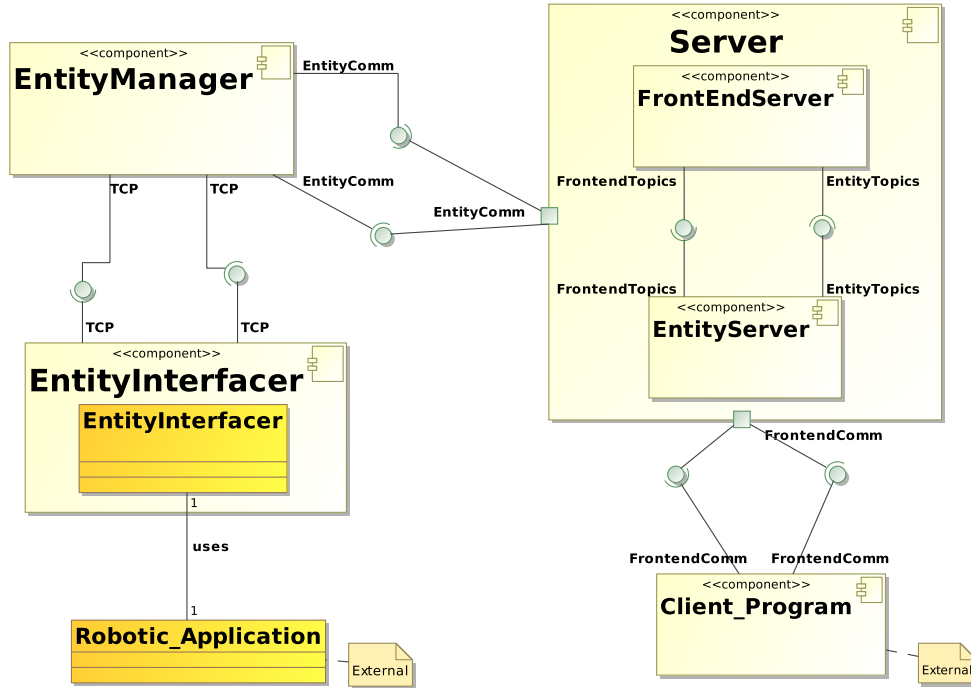 <<component>>
Server
<<component>>
EntityManager
EntityComm
<<component>>
FrontEndServer
TCP
TCP
EntityComm
EntityComm
FrontendTopics
EntityTopics
FrontendTopics
EntityTopics
<<component>>
EntityServer
TCP
TCP
<<component>>
EntityInterfacer
EntityInterfacer
FrontendComm
1
uses
1
FrontendComm
FrontendComm
<<component>>
Client_Program
Robotic_Application
External
External